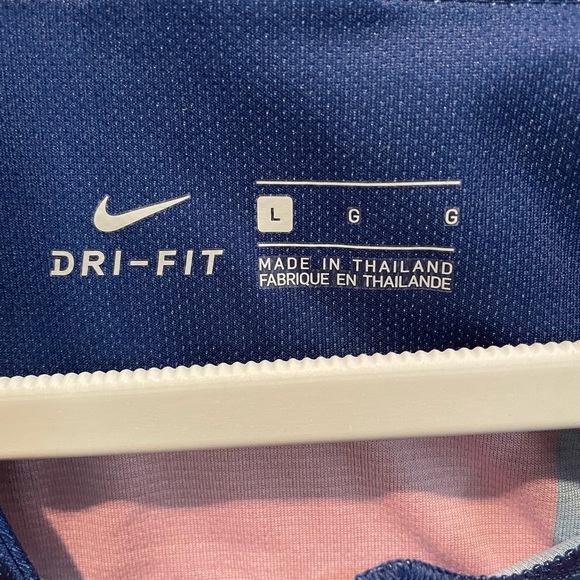 DRI-FIT
L G G
MADE IN THAILAND
FABRIQUE EN THAILANDE